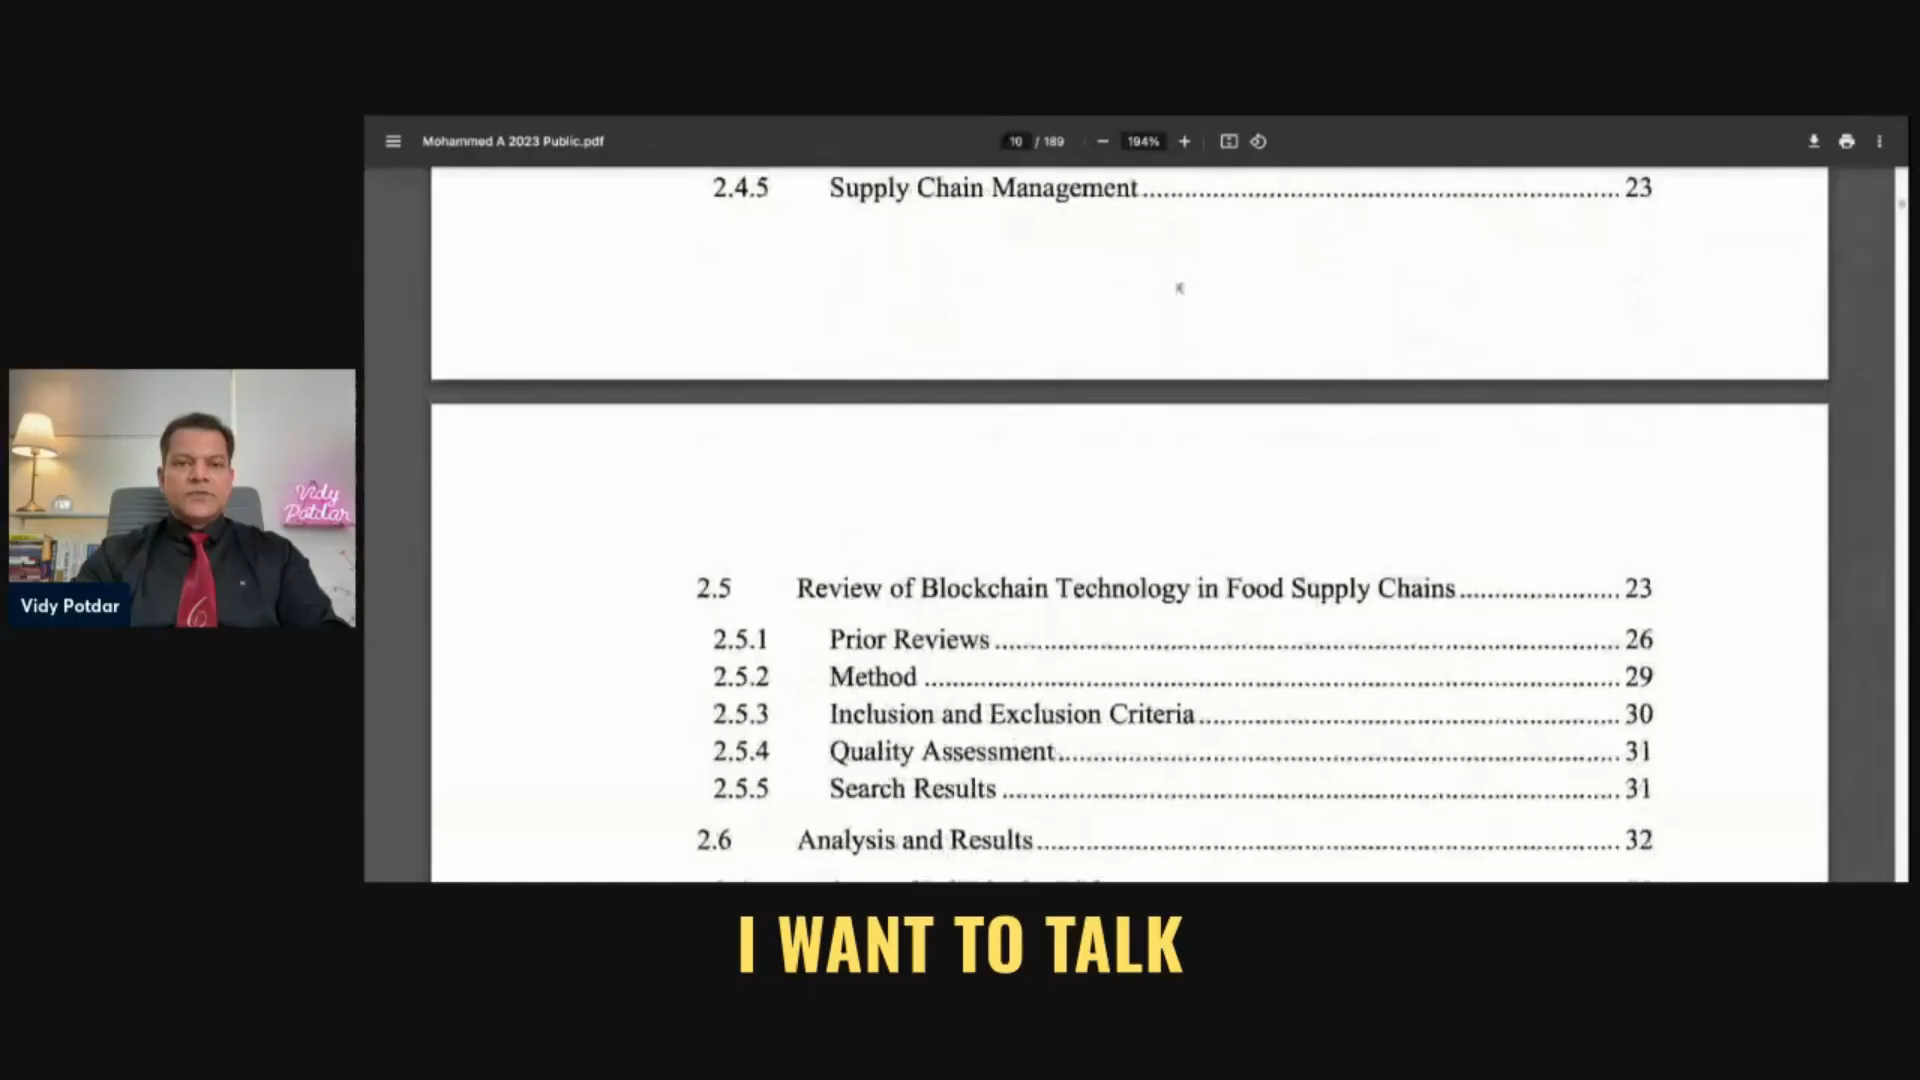 Mohammed A 2023 Public.pdf
10 / 189
194%
2.4.5 Supply Chain Management 23
2.5 Review of Blockchain Technology in Food Supply Chains 23
2.5.1 Prior Reviews 26
2.5.2 Method 29
2.5.3 Inclusion and Exclusion Criteria 30
2.5.4 Quality Assessment 31
2.5.5 Search Results 31
2.6 Analysis and Results 32
Vidy
Potdar
Vidy Potdar
I WANT TO TALK